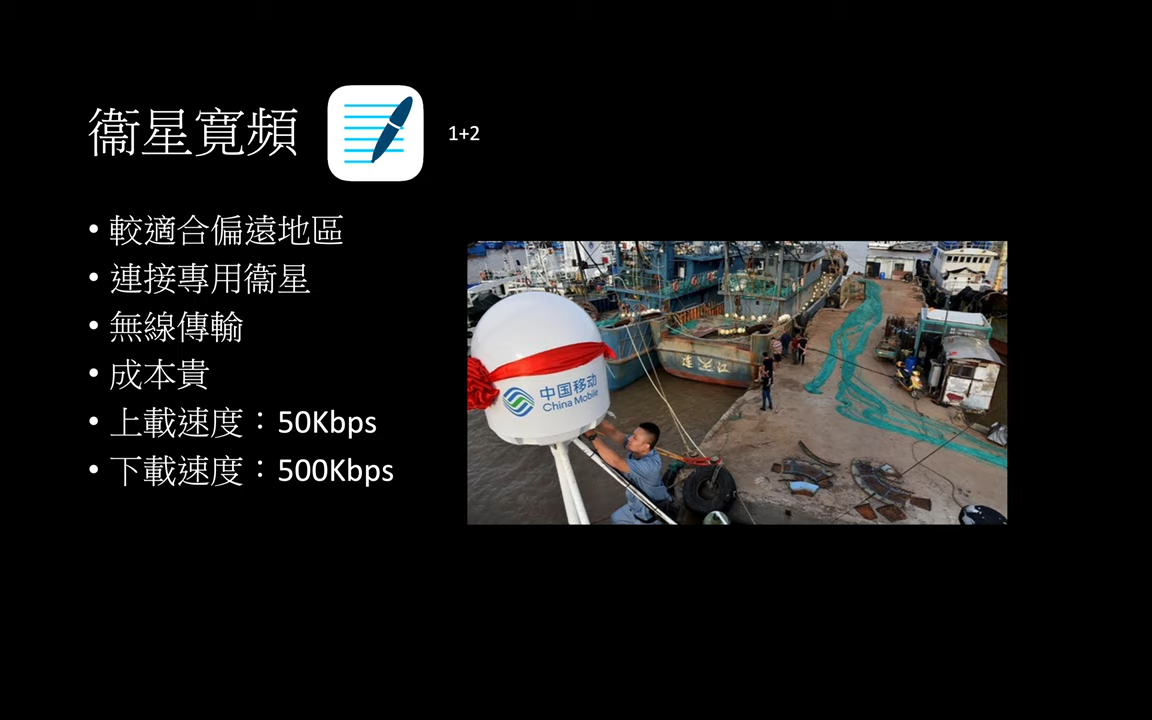 衞星寬頻
1+2
• 較適合偏遠地區
• 連接專用衞星
• 無線傳輸
• 成本貴
• 上載速度：50Kbps
• 下載速度：500Kbps
中国移动
China Mobile